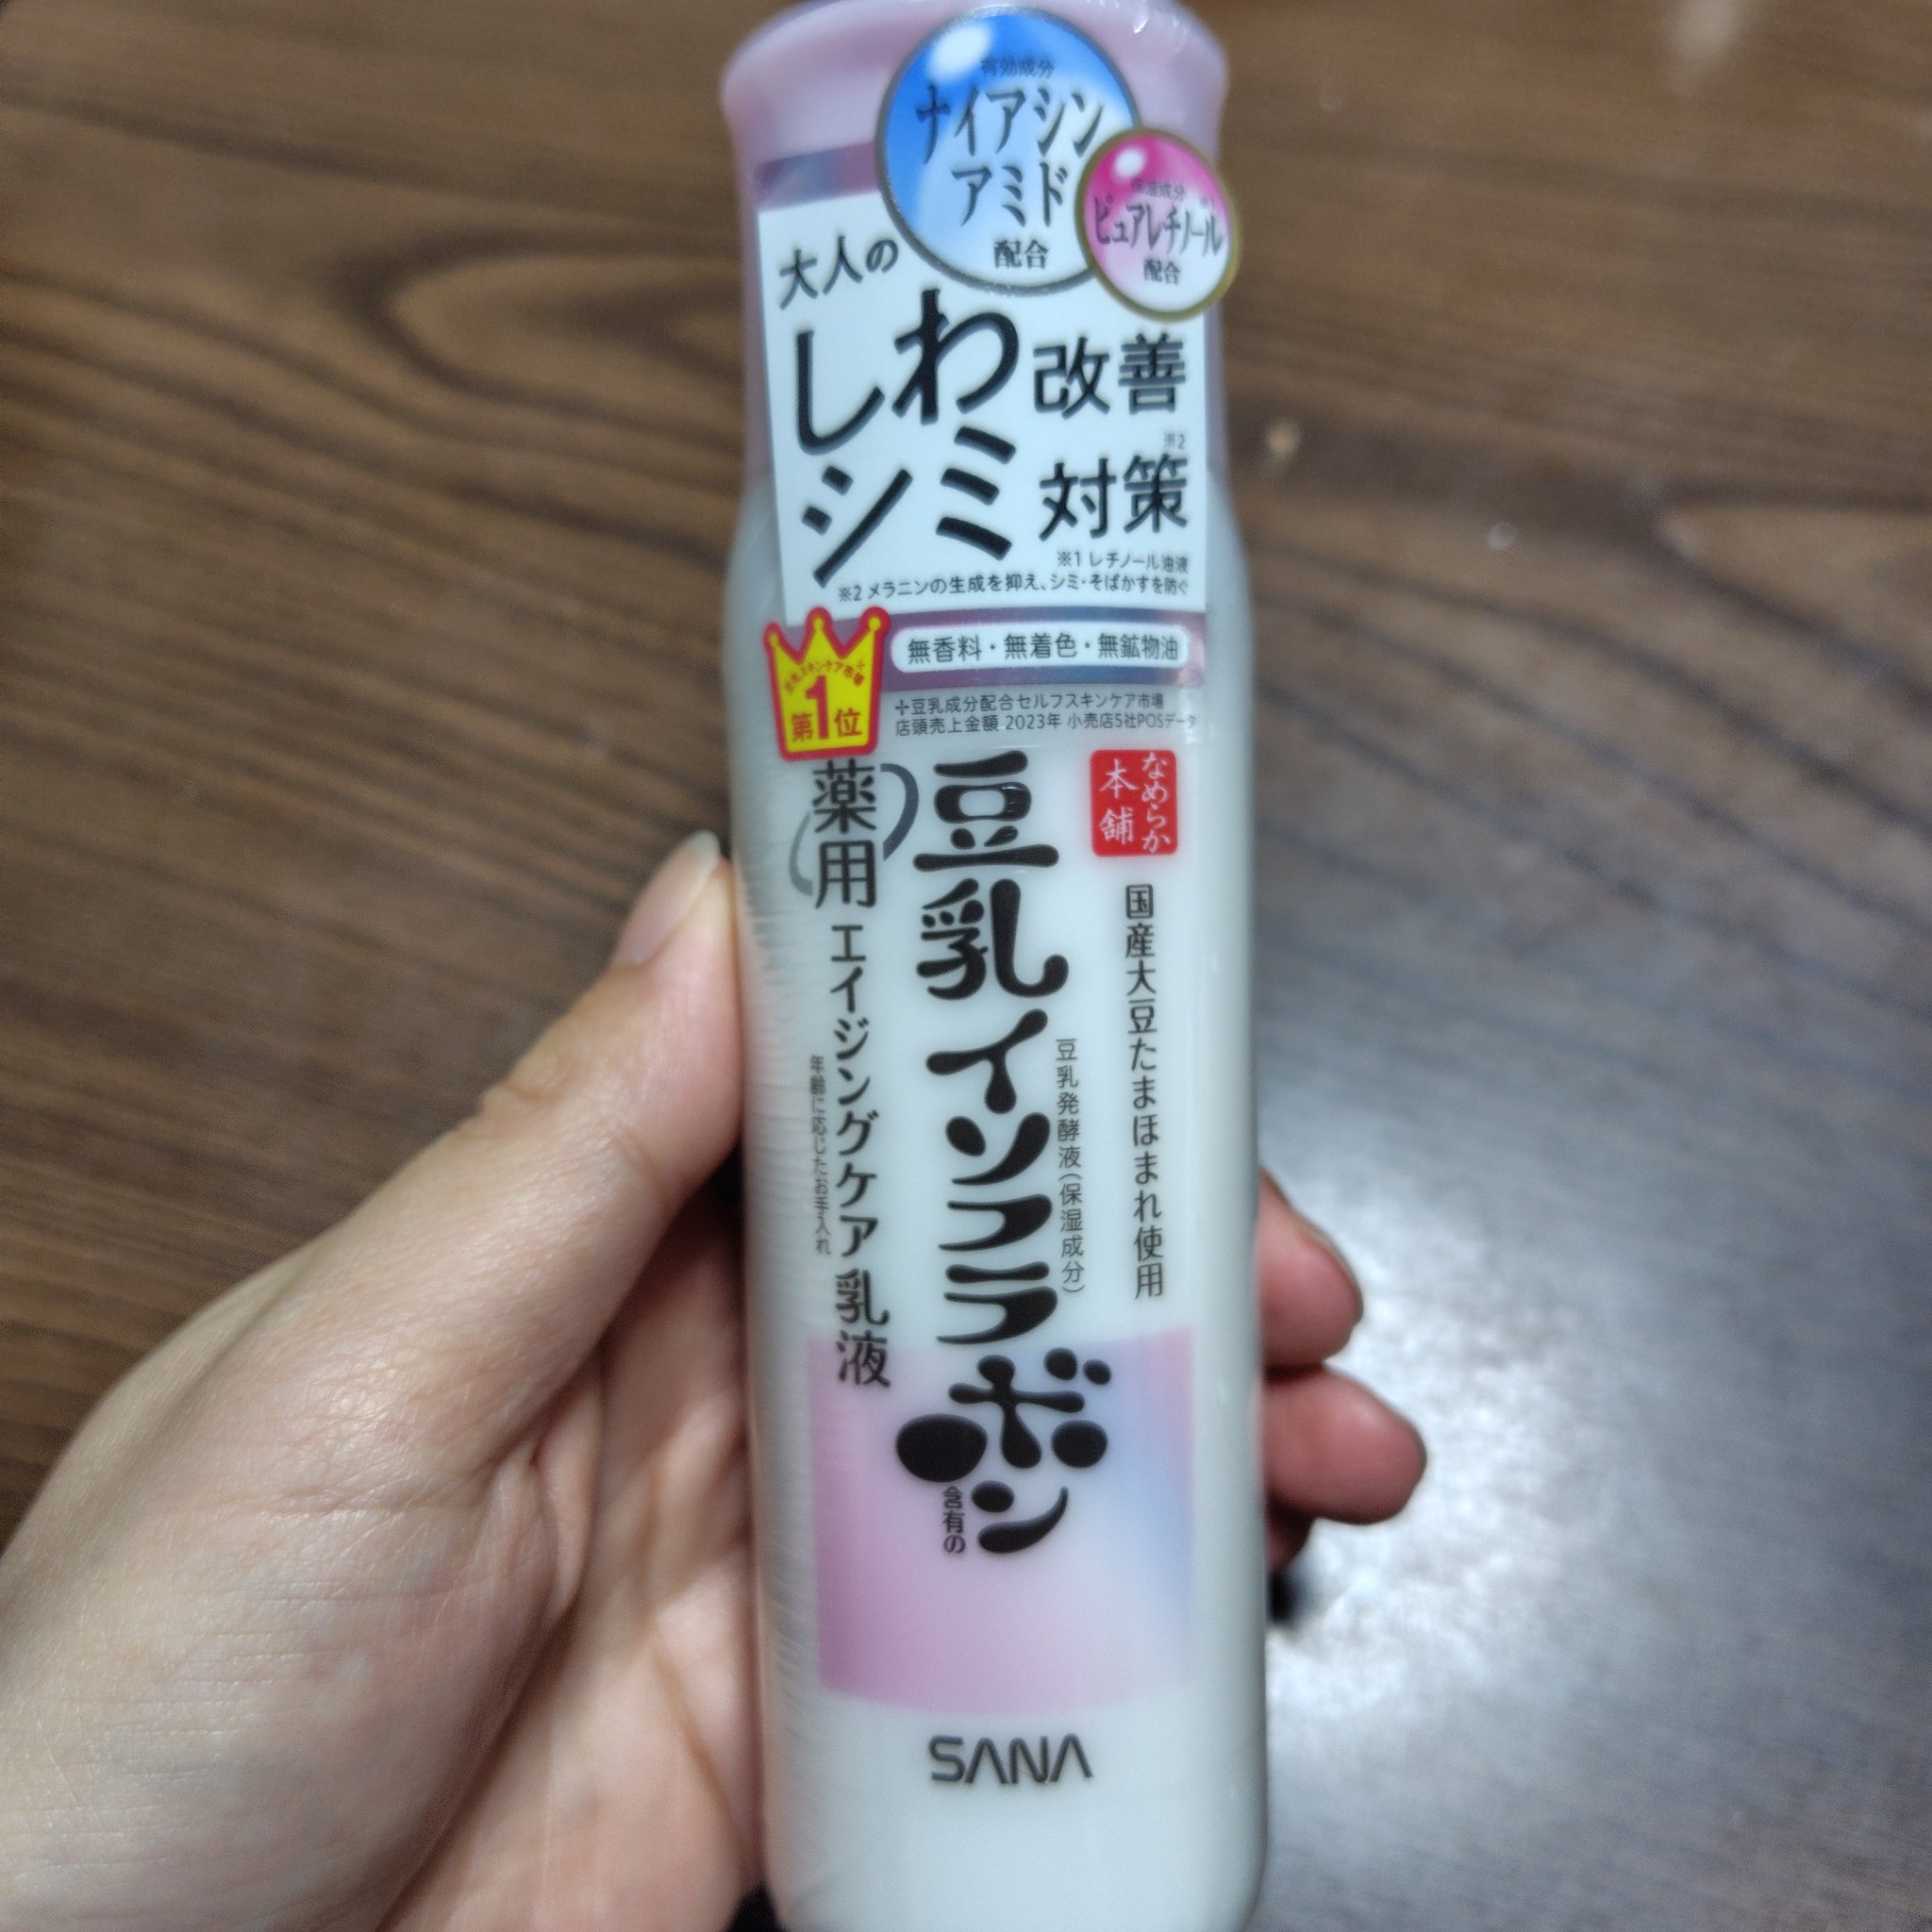 有効成分
ナイアシン
アミド
配合
保湿成分
ピュアレチノール
配合
大人の
しわ改善
シミ対策※2
※1 レチノール油液
※2 メラニンの生成を抑え、シミ・そばかすを防ぐ
無香料・無着色・無鉱物油
豆乳スキンケア市場※
第1位
÷豆乳成分配合セルフスキンケア市場
店頭売上金額 2023年 小売店5社POSデータ
なめらか
本舗
国産大豆たまほまれ使用
豆乳発酵液(保湿成分)
豆乳イソフラボン
含有の
薬用 エイジングケア 乳液
年齢に応じたお手入れ
SANA